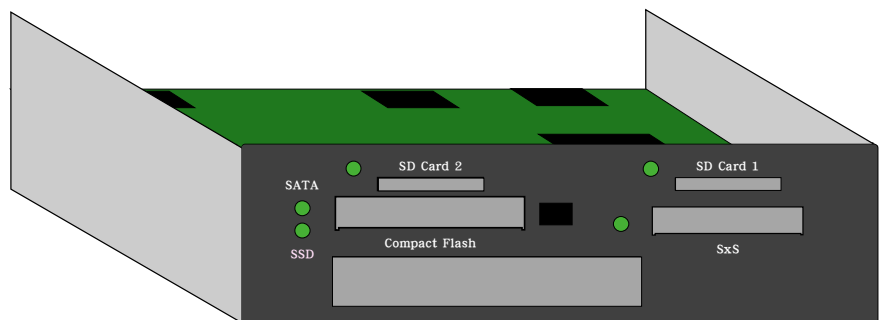 SD Card 2
SD Card 1
SATA
SSD
Compact Flash
SxS